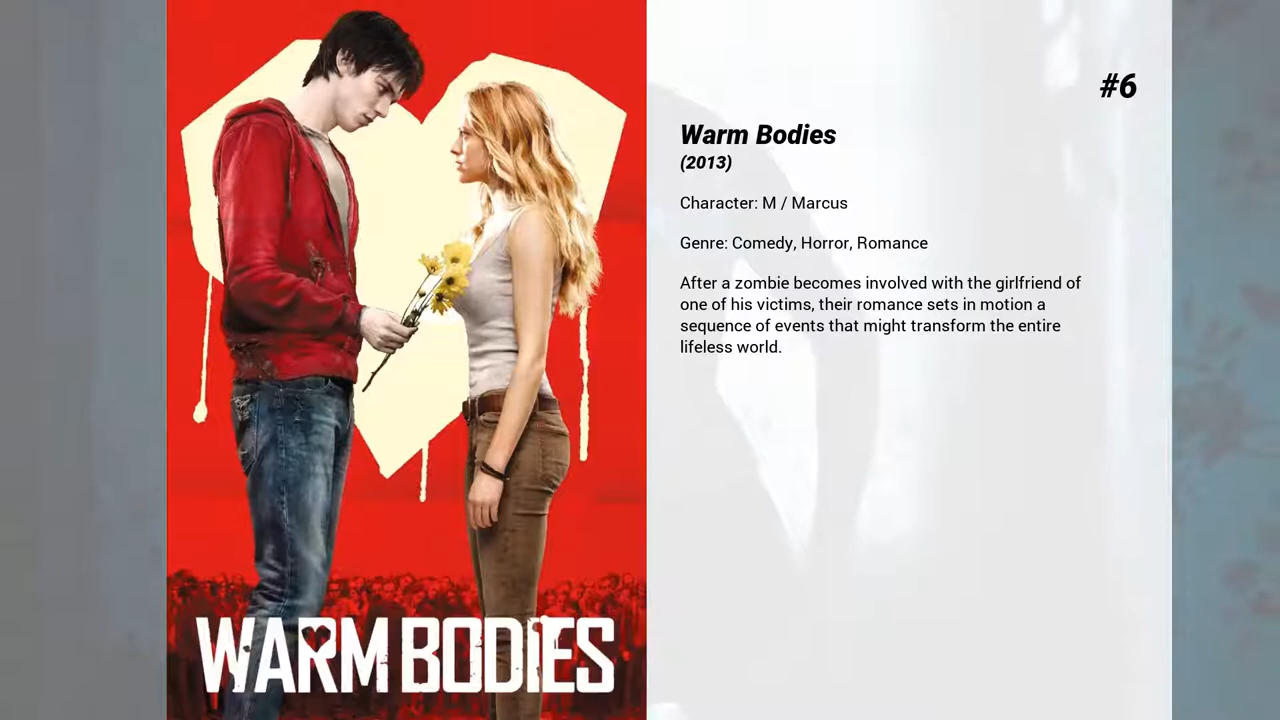 #6
Warm Bodies
(2013)
Character: M / Marcus
Genre: Comedy, Horror, Romance
After a zombie becomes involved with the girlfriend of
one of his victims, their romance sets in motion a
sequence of events that might transform the entire
lifeless world.
WARM BODIES